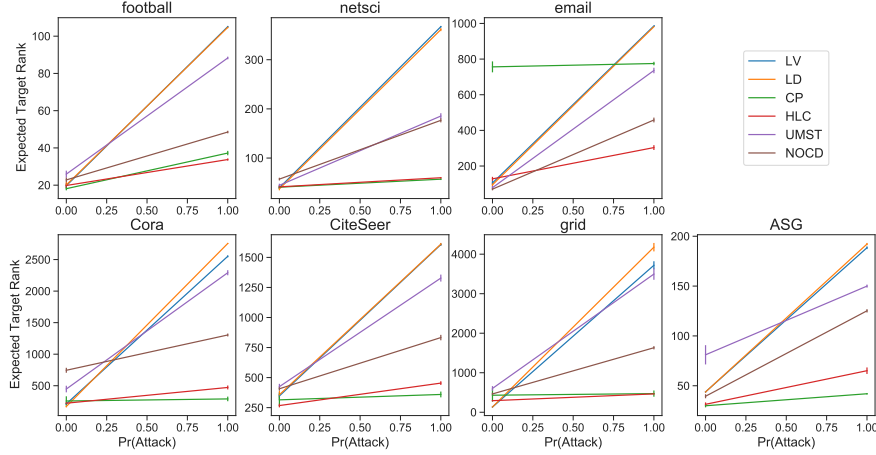 football
netsci
email
Expected Target Rank
100
80
60
40
20
0.00 0.25 0.50 0.75 1.00
300
200
100
0.00 0.25 0.50 0.75 1.00
1000
800
600
400
200
0.00 0.25 0.50 0.75 1.00
LV
LD
CP
HLC
UMST
NOCD
Cora
CiteSeer
grid
ASG
Expected Target Rank
2500
2000
1500
1000
500
0.00 0.25 0.50 0.75 1.00
Pr(Attack)
1500
1250
1000
750
500
250
0.00 0.25 0.50 0.75 1.00
Pr(Attack)
4000
3000
2000
1000
0
0.00 0.25 0.50 0.75 1.00
Pr(Attack)
200
150
100
50
0.00 0.25 0.50 0.75 1.00
Pr(Attack)